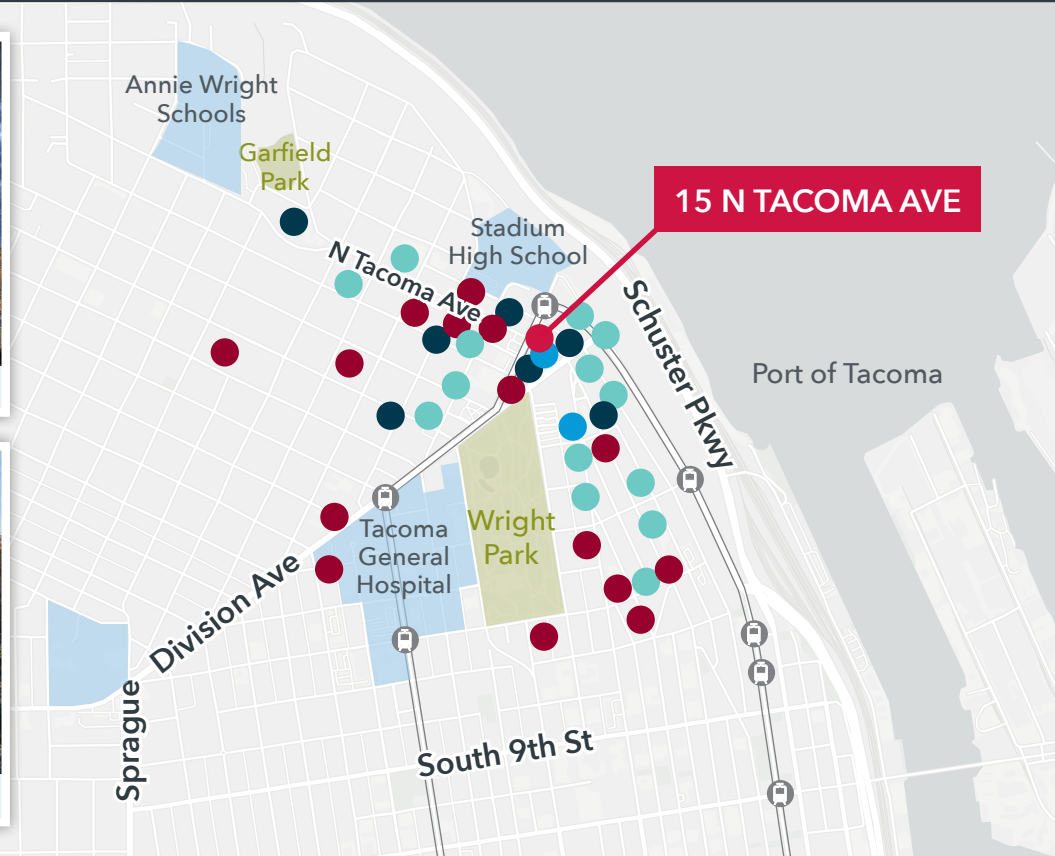 Annie Wright
Schools
Garfield
Park
15 N TACOMA AVE
Stadium
High School
N Tacoma Ave
Schuster Pkwy
Port of Tacoma
Wright
Park
Tacoma
General
Hospital
Division Ave
Sprague
South 9th St